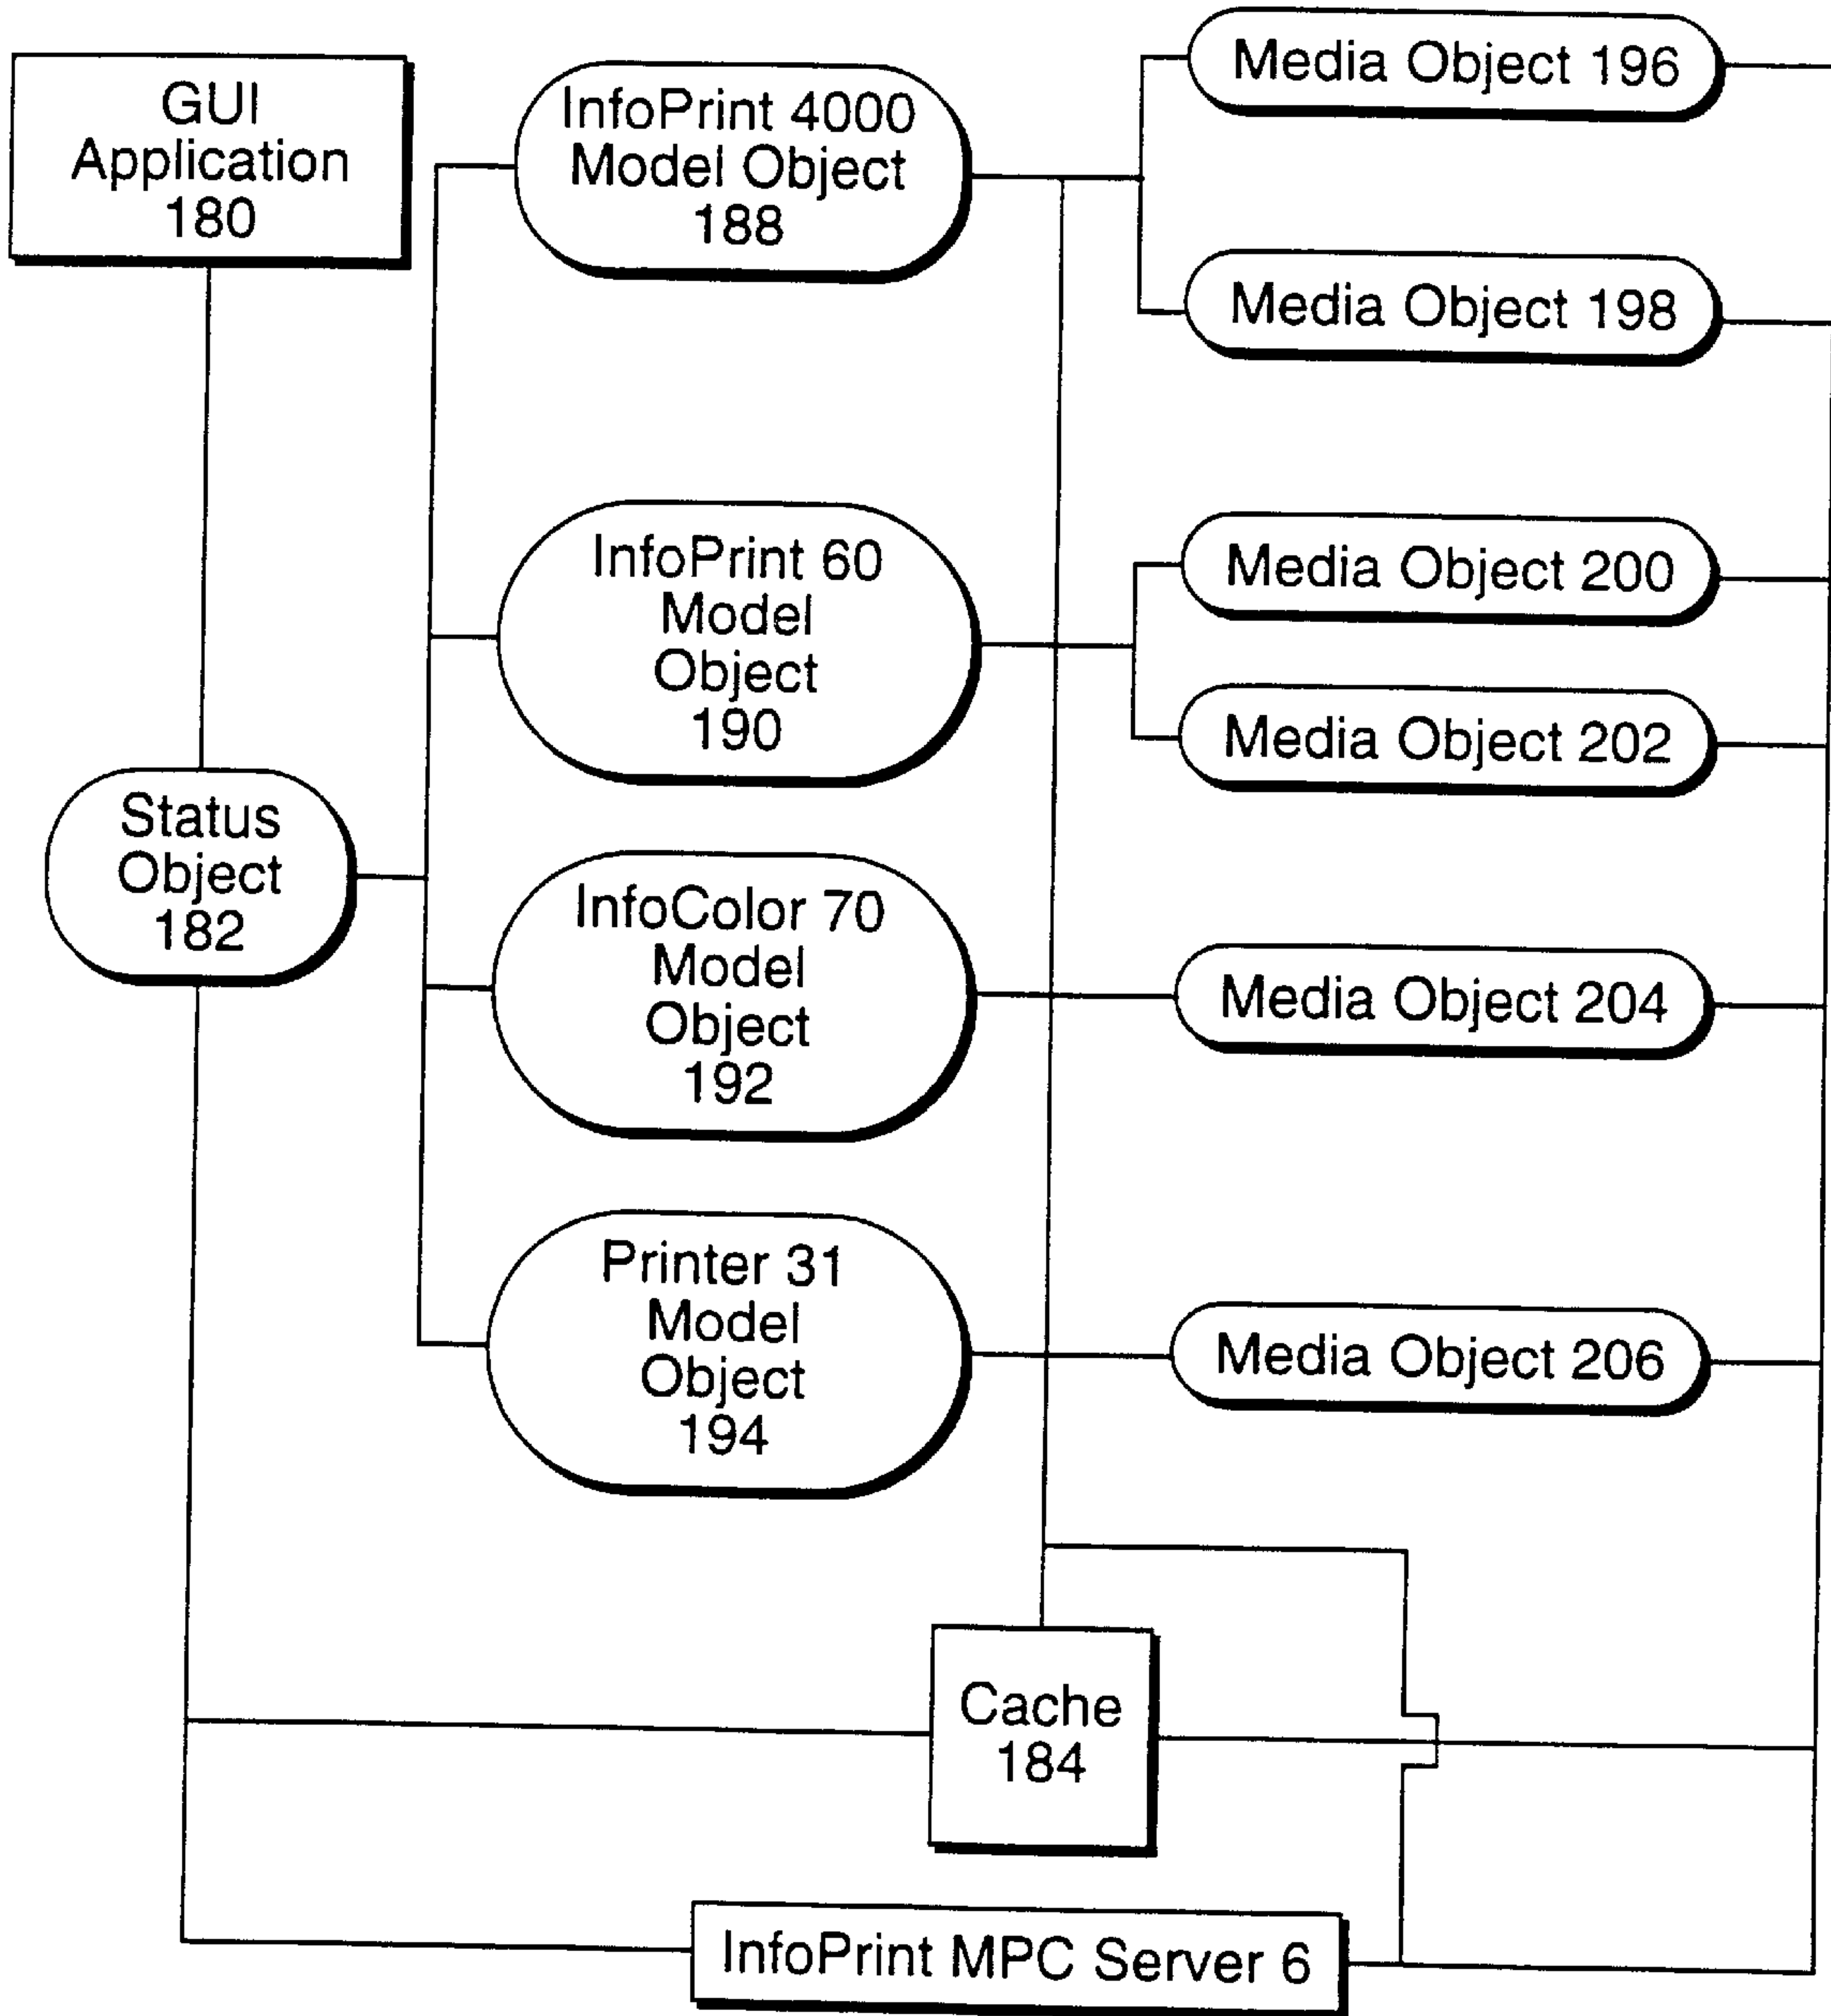 GUI
Application
180
InfoPrint 4000
Model Object
188
Media Object 196
Media Object 198
InfoPrint 60
Model
Object
190
Media Object 200
Media Object 202
Status
Object
182
InfoColor 70
Model
Object
192
Media Object 204
Printer 31
Model
Object
194
Media Object 206
Cache
184
InfoPrint MPC Server 6